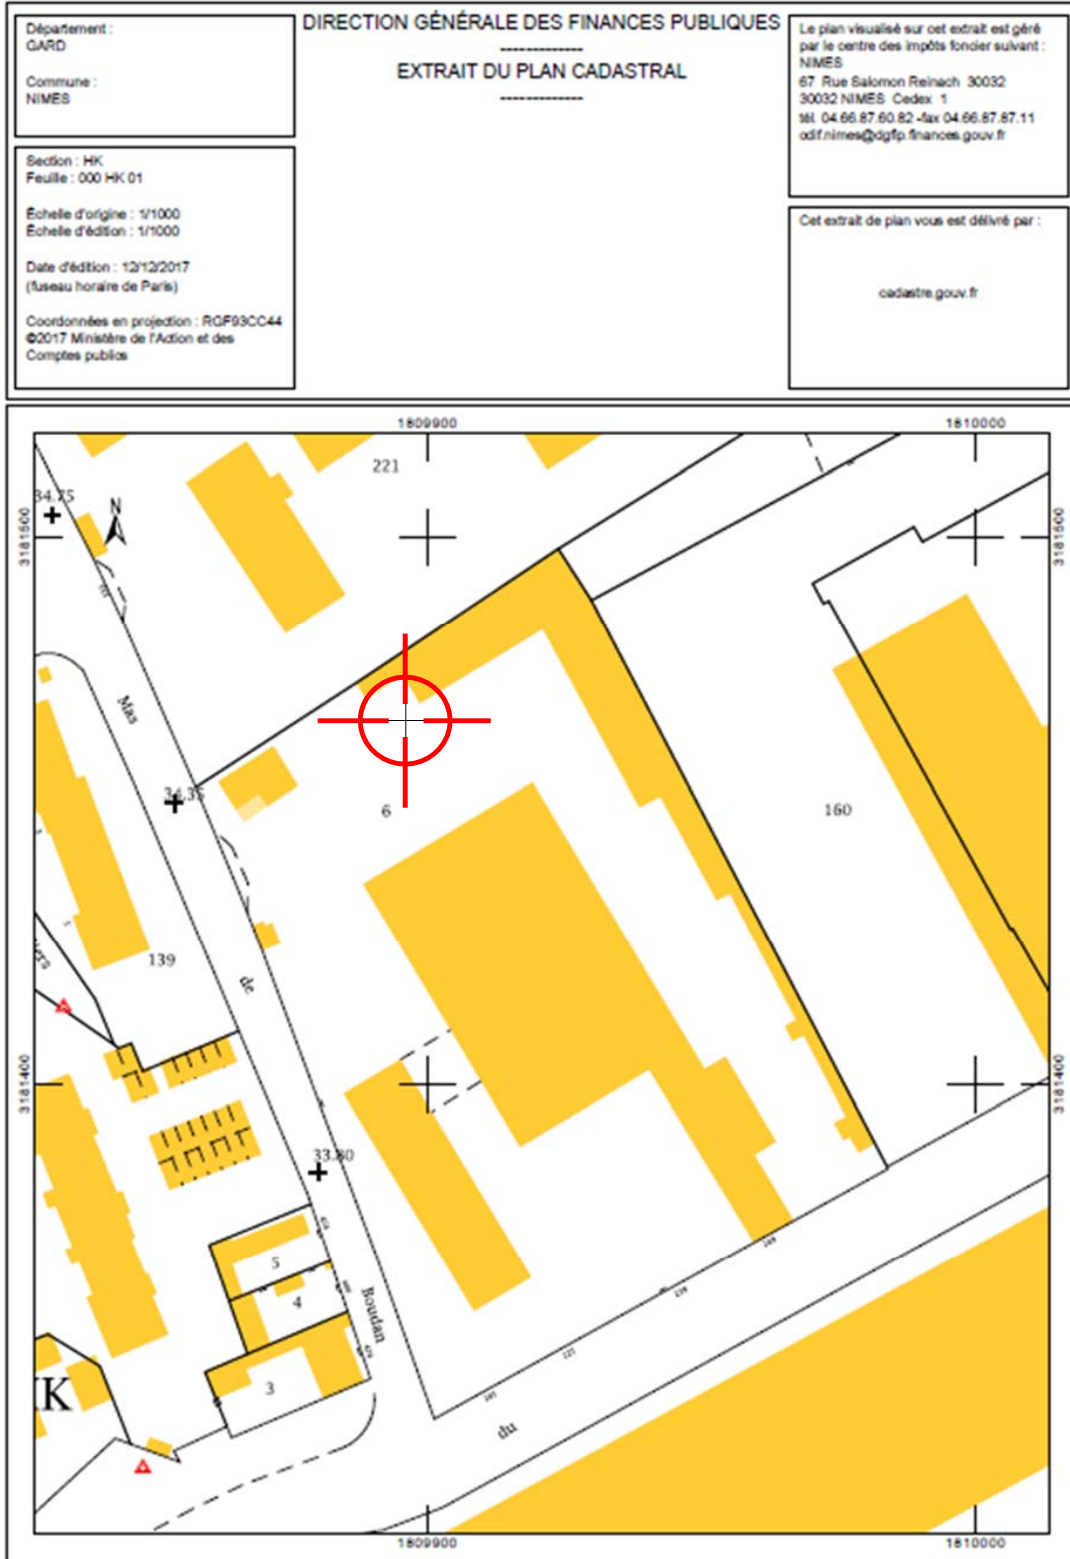 Département :
GARD
Commune :
NIMES
Section : HK
Feuille : 000 HK 01
Échelle d'origine : 1/1000
Échelle d'édition : 1/1000
Date d'édition : 12/12/2017
(fuseau horaire de Paris)
Coordonnées en projection : RGF93CC44
©2017 Ministère de l'Action et des
Comptes publics
DIRECTION GÉNÉRALE DES FINANCES PUBLIQUES
-------------
EXTRAIT DU PLAN CADASTRAL
-------------
Le plan visualisé sur cet extrait est géré
par le centre des impôts foncier suivant :
NIMES
67 Rue Salomon Reinach 30032
30032 NIMES Cedex 1
tél. 04.66.87.60.82 -fax 04.66.87.87.11
cdif.nimes@dgfip.finances.gouv.fr
Cet extrait de plan vous est délivré par :
cadastre.gouv.fr
1809900
1810000
221
34.75
N
3181500
3181500
Mas
34.35
6
160
139
de
3181400
3181400
33.80
5
4
Boudan
3
HK
du
1809900
1810000